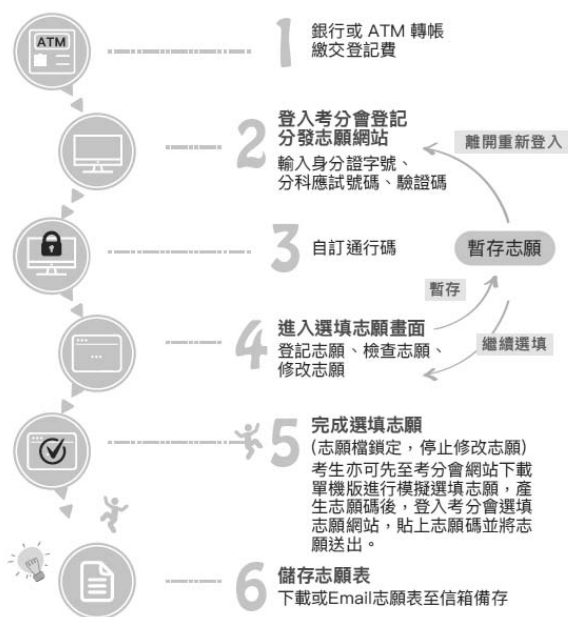 ATM
1
銀行或 ATM 轉帳
繳交登記費
2
登入考分會登記
分發志願網站
輸入身分證字號、
分科應試號碼、驗證碼
離開重新登入
3
自訂通行碼
暫存志願
暫存
4
進入選填志願畫面
登記志願、檢查志願、
修改志願
繼續選填
5
完成選填志願
(志願檔鎖定，停止修改志願)
考生亦可先至考分會網站下載
單機版進行模擬選填志願，產
生志願碼後，登入考分會選填
志願網站，貼上志願碼並將志
願送出。
6
儲存志願表
下載或Email志願表至信箱備存